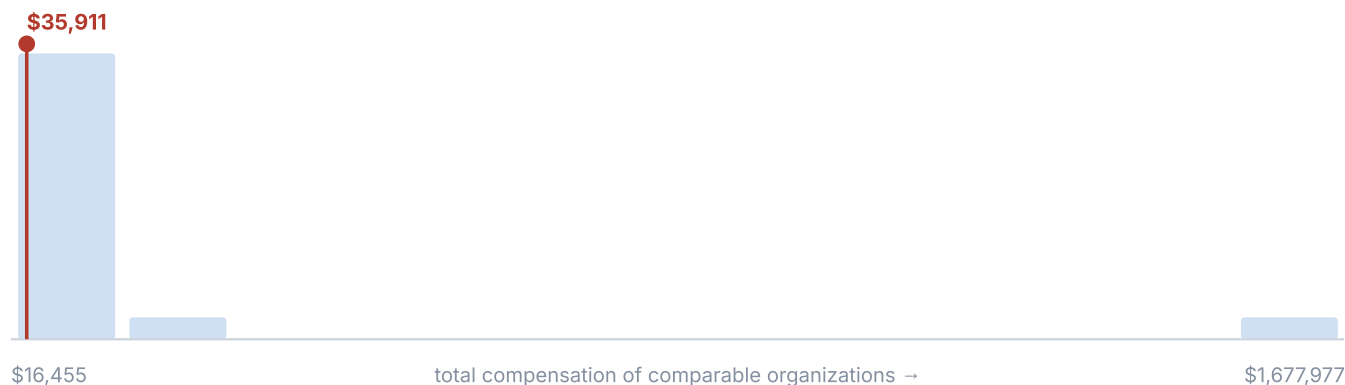 $35,911
$16,455 total compensation of comparable organizations → $1,677,977